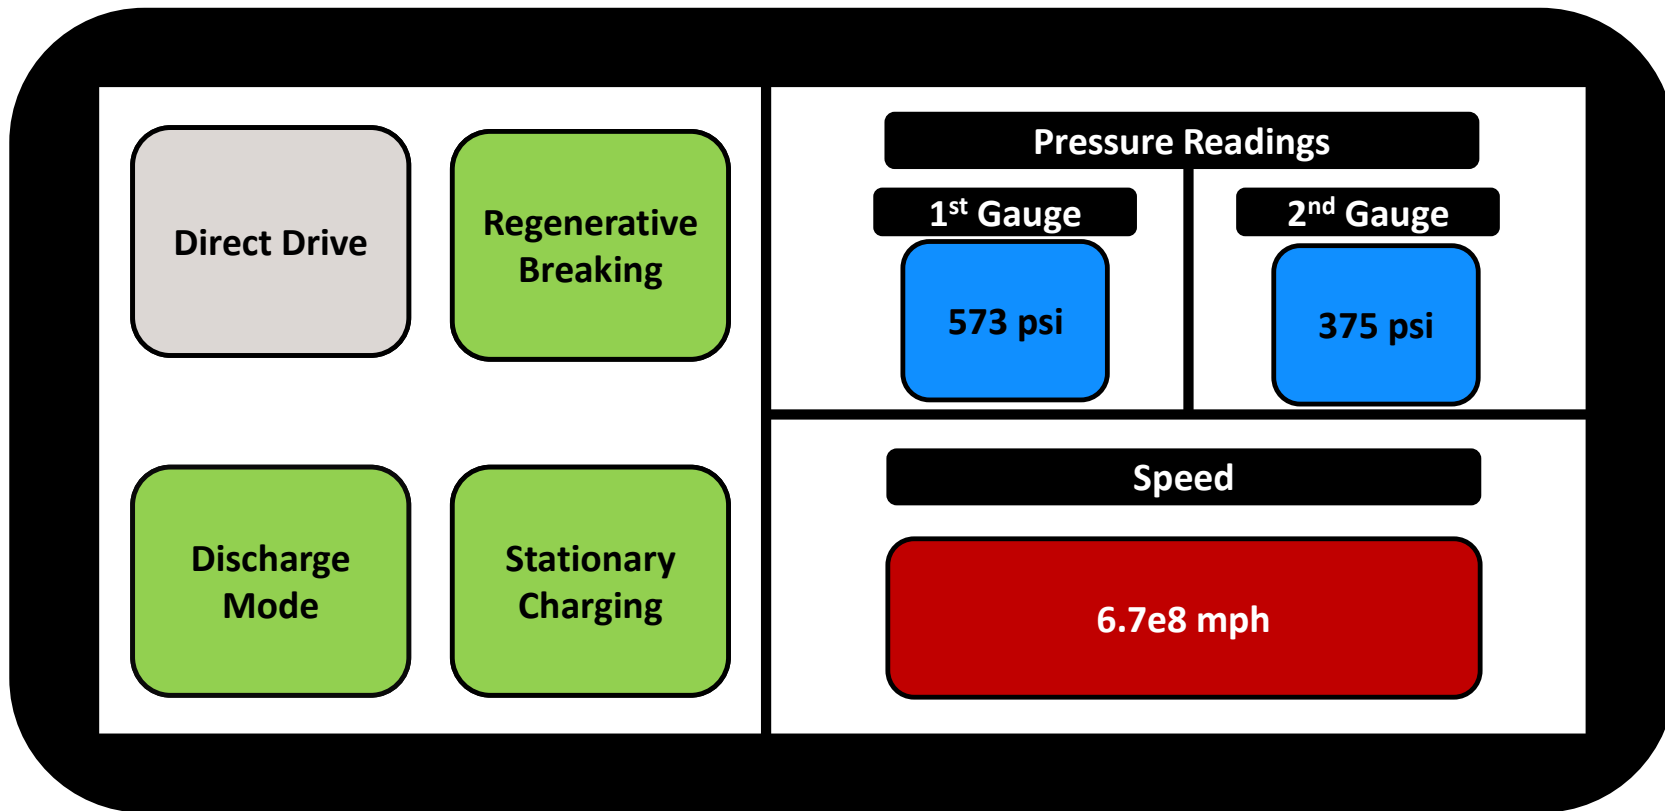 Direct Drive
Regenerative
Breaking
Discharge
Mode
Stationary
Charging
Pressure Readings
1st Gauge
2nd Gauge
573 psi
375 psi
Speed
6.7e8 mph